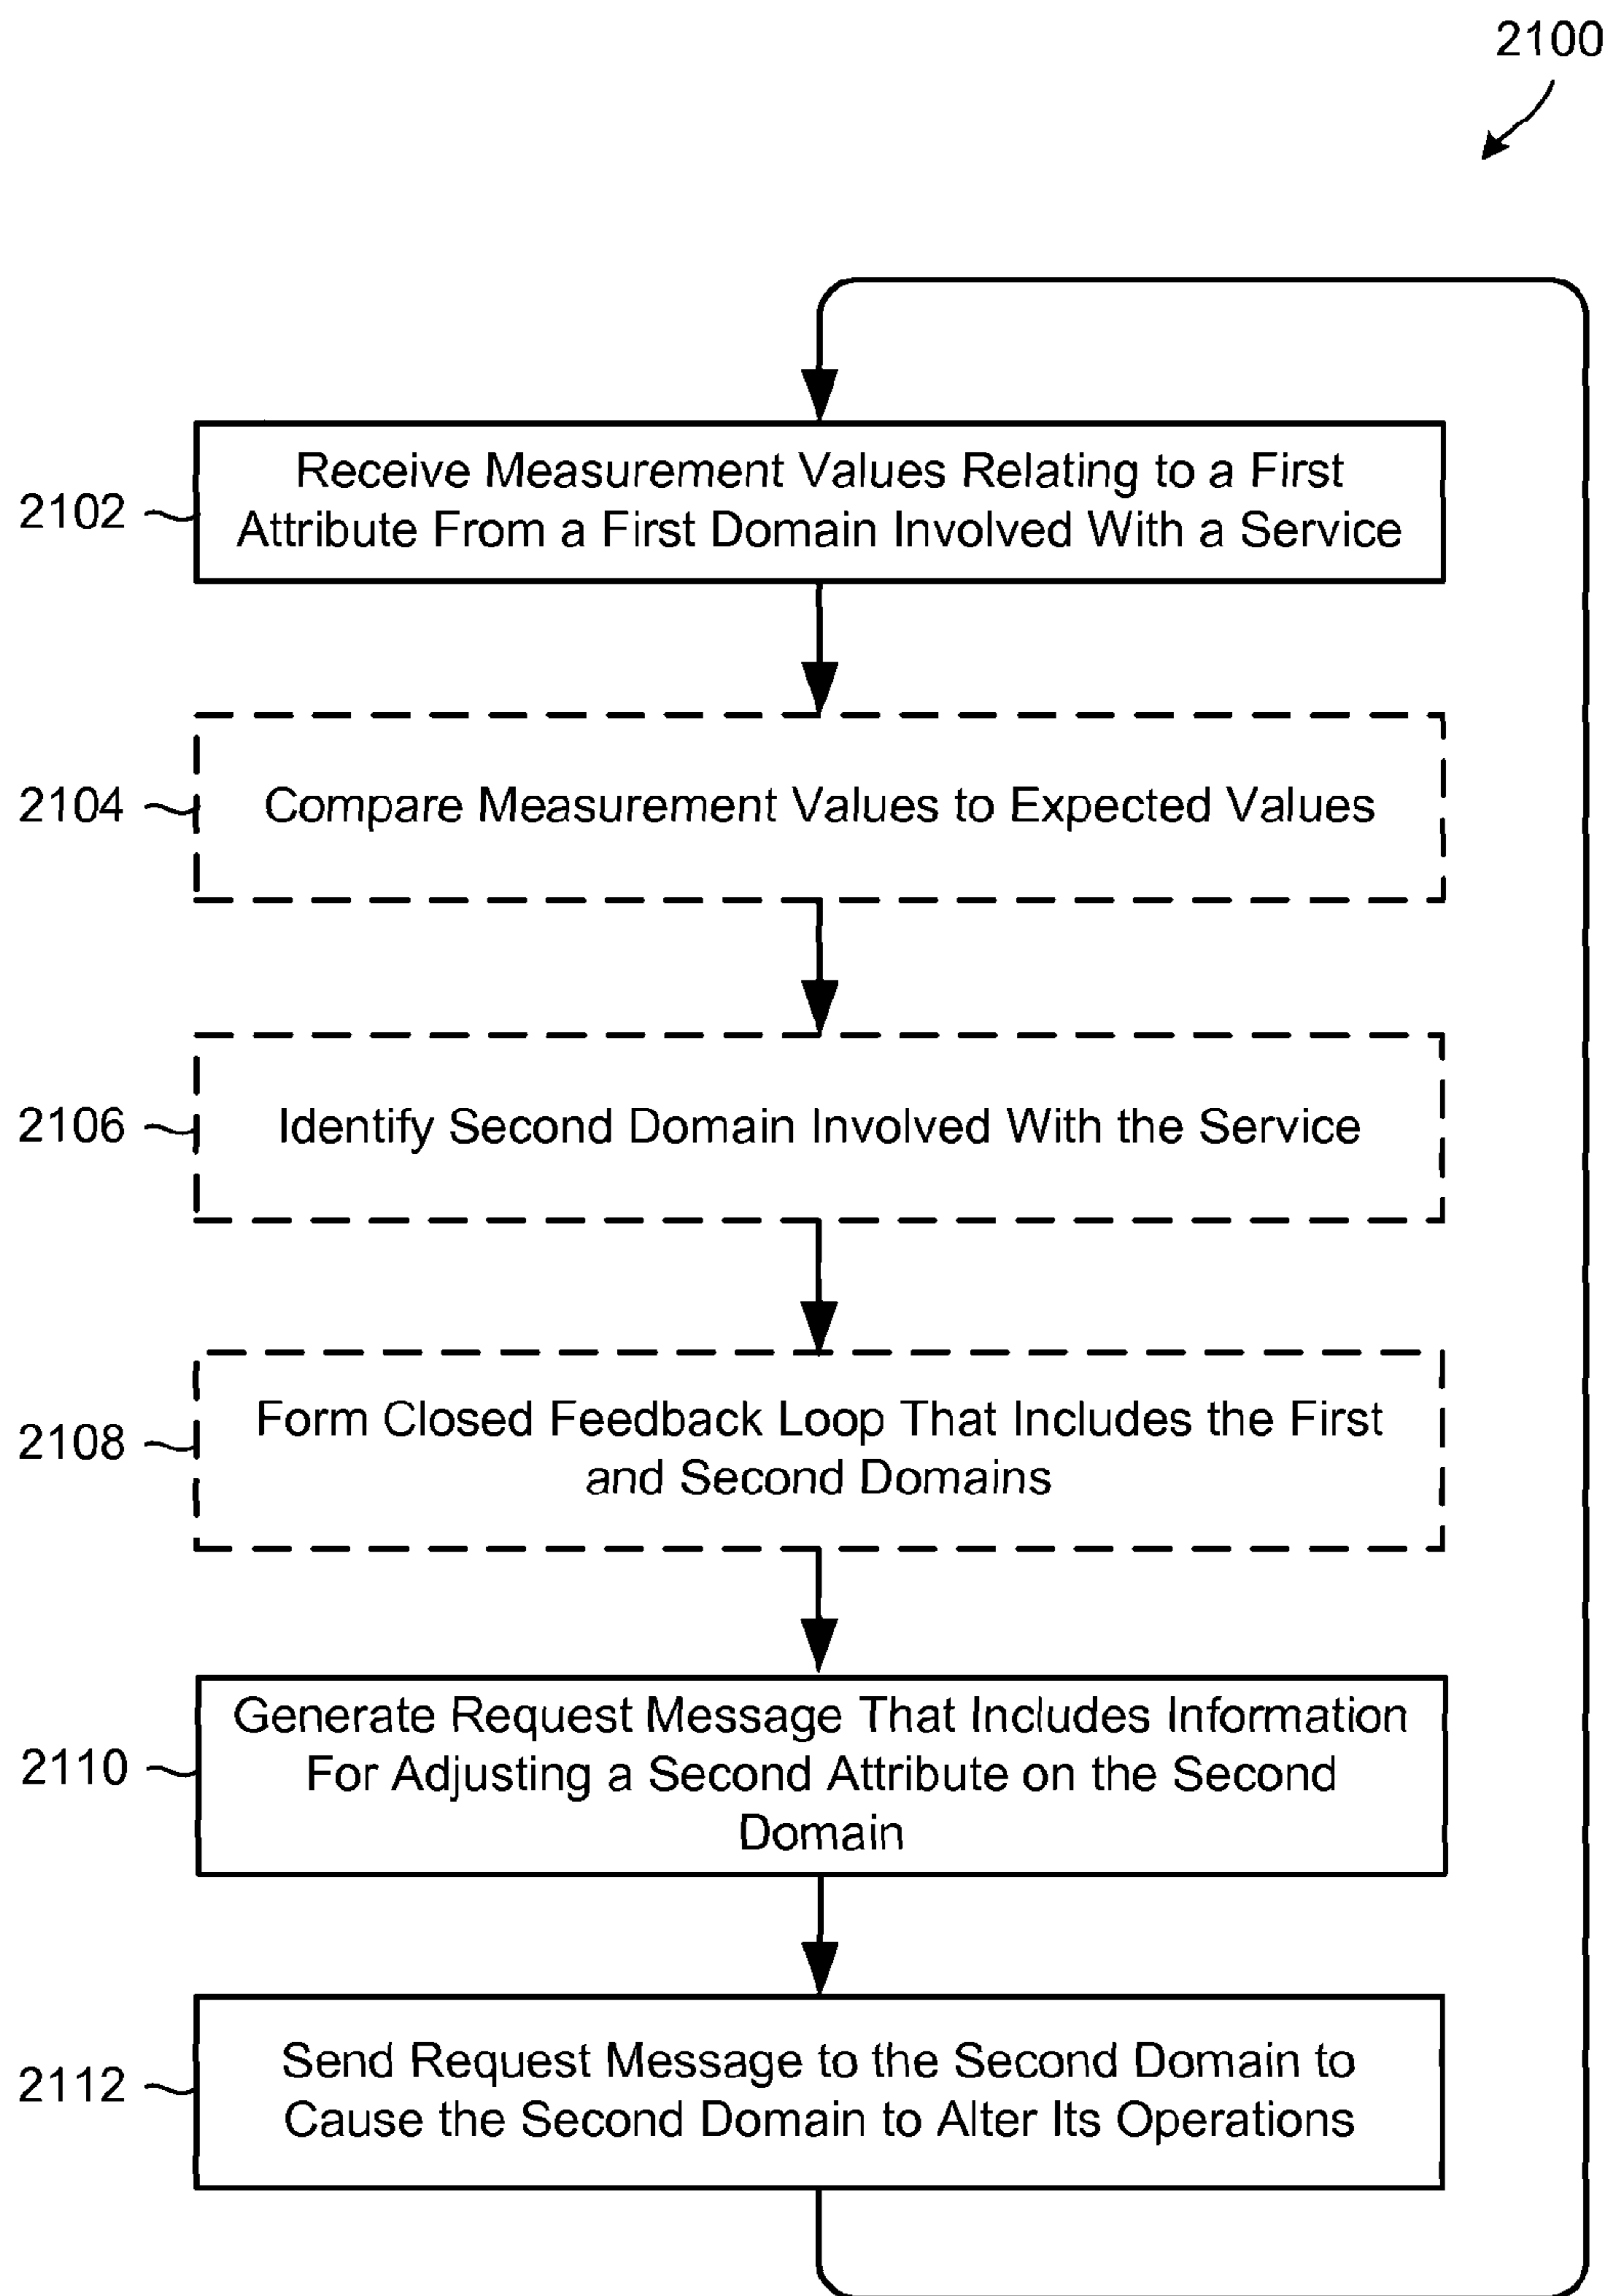 2100
2102
Receive Measurement Values Relating to a First
Attribute From a First Domain Involved With a Service
2104
Compare Measurement Values to Expected Values
2106
Identify Second Domain Involved With the Service
2108
Form Closed Feedback Loop That Includes the First
and Second Domains
2110
Generate Request Message That Includes Information
For Adjusting a Second Attribute on the Second
Domain
2112
Send Request Message to the Second Domain to
Cause the Second Domain to Alter Its Operations